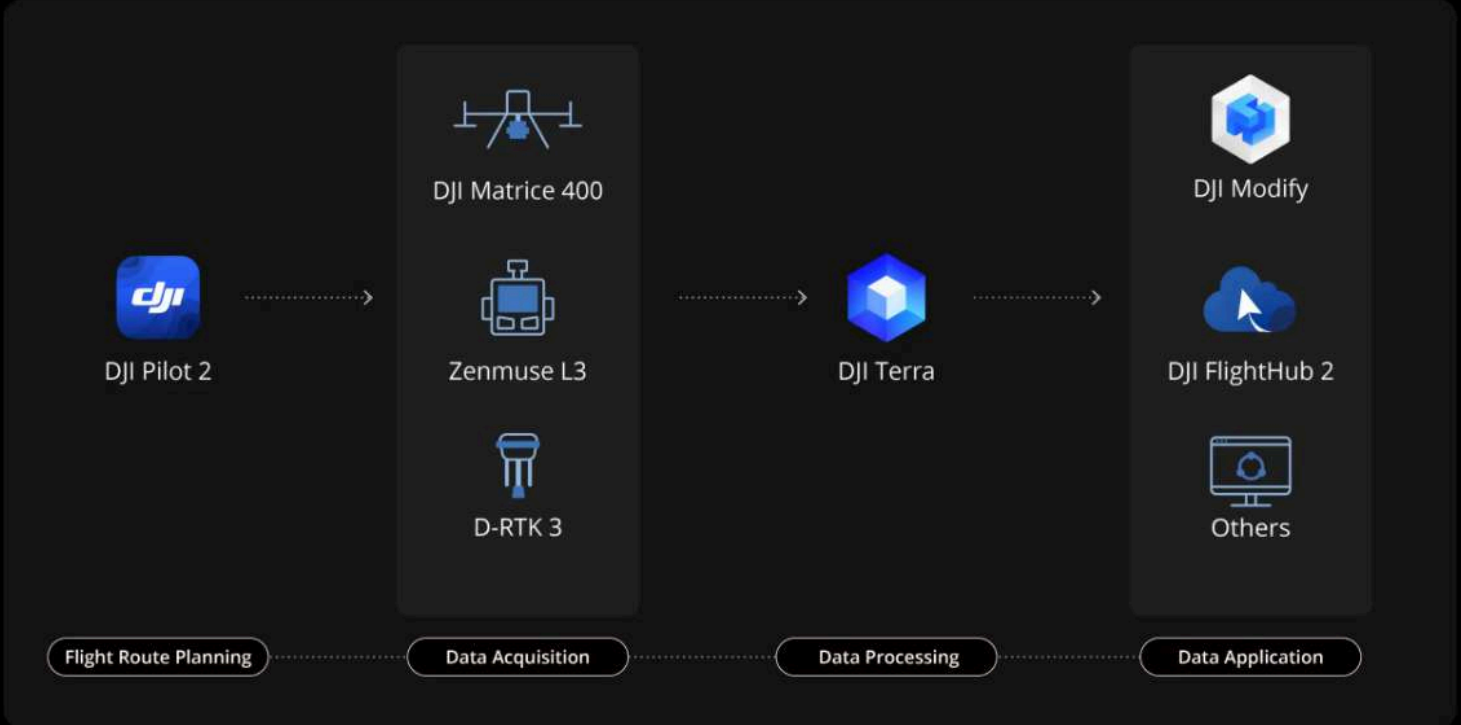 DJI Matrice 400
DJI Modify
dji
DJI Pilot 2
Zenmuse L3
DJI Terra
DJI FlightHub 2
D-RTK 3
Others
Flight Route Planning
Data Acquisition
Data Processing
Data Application